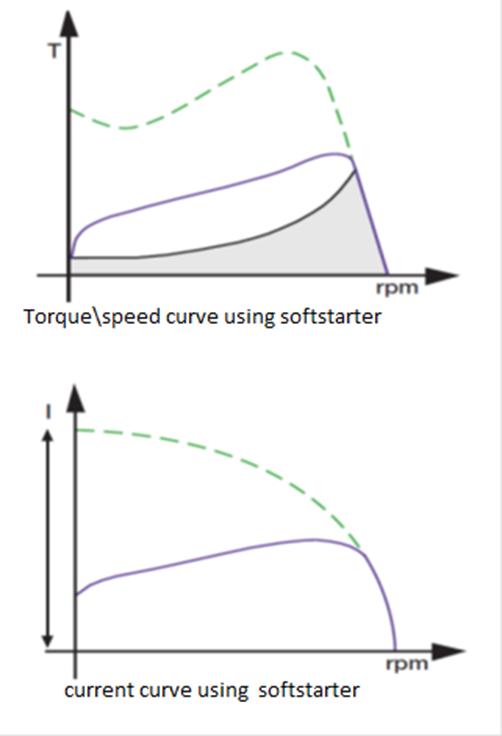 T
rpm
Torque\speed curve using softstarter
I
rpm
current curve using softstarter